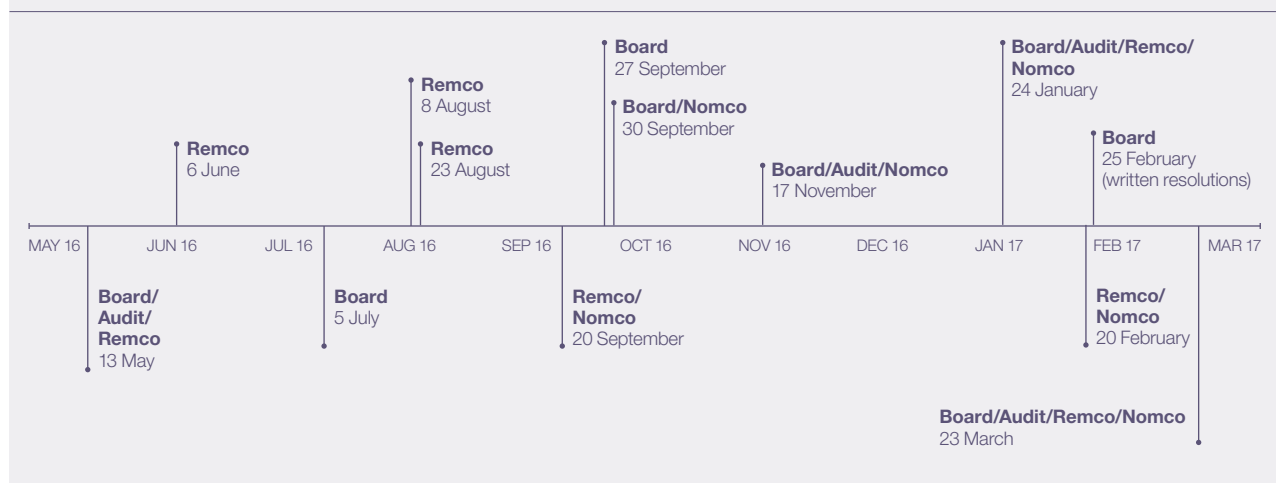 Board
27 September
Board/Audit/Remco/
Nomco
24 January
Remco
8 August
Board/Nomco
30 September
Board
25 February
(written resolutions)
Remco
6 June
Remco
23 August
Board/Audit/Nomco
17 November
MAY 16 JUN 16 JUL 16 AUG 16 SEP 16 OCT 16 NOV 16 DEC 16 JAN 17 FEB 17 MAR 17
Board/
Audit/
Remco
13 May
Board
5 July
Remco/
Nomco
20 September
Remco/
Nomco
20 February
Board/Audit/Remco/Nomco
23 March